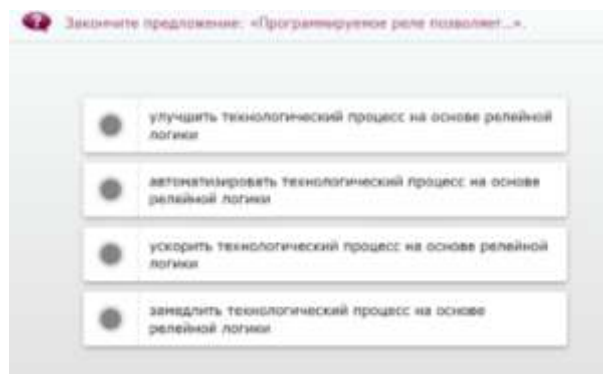 Закончите предложение: «Программируемое реле позволяет...».
улучшить технологический процесс на основе релейной
логики
автоматизировать технологический процесс на основе
релейной логики
ускорить технологический процесс на основе релейной
логики
замедлить технологический процесс на основе
релейной логики